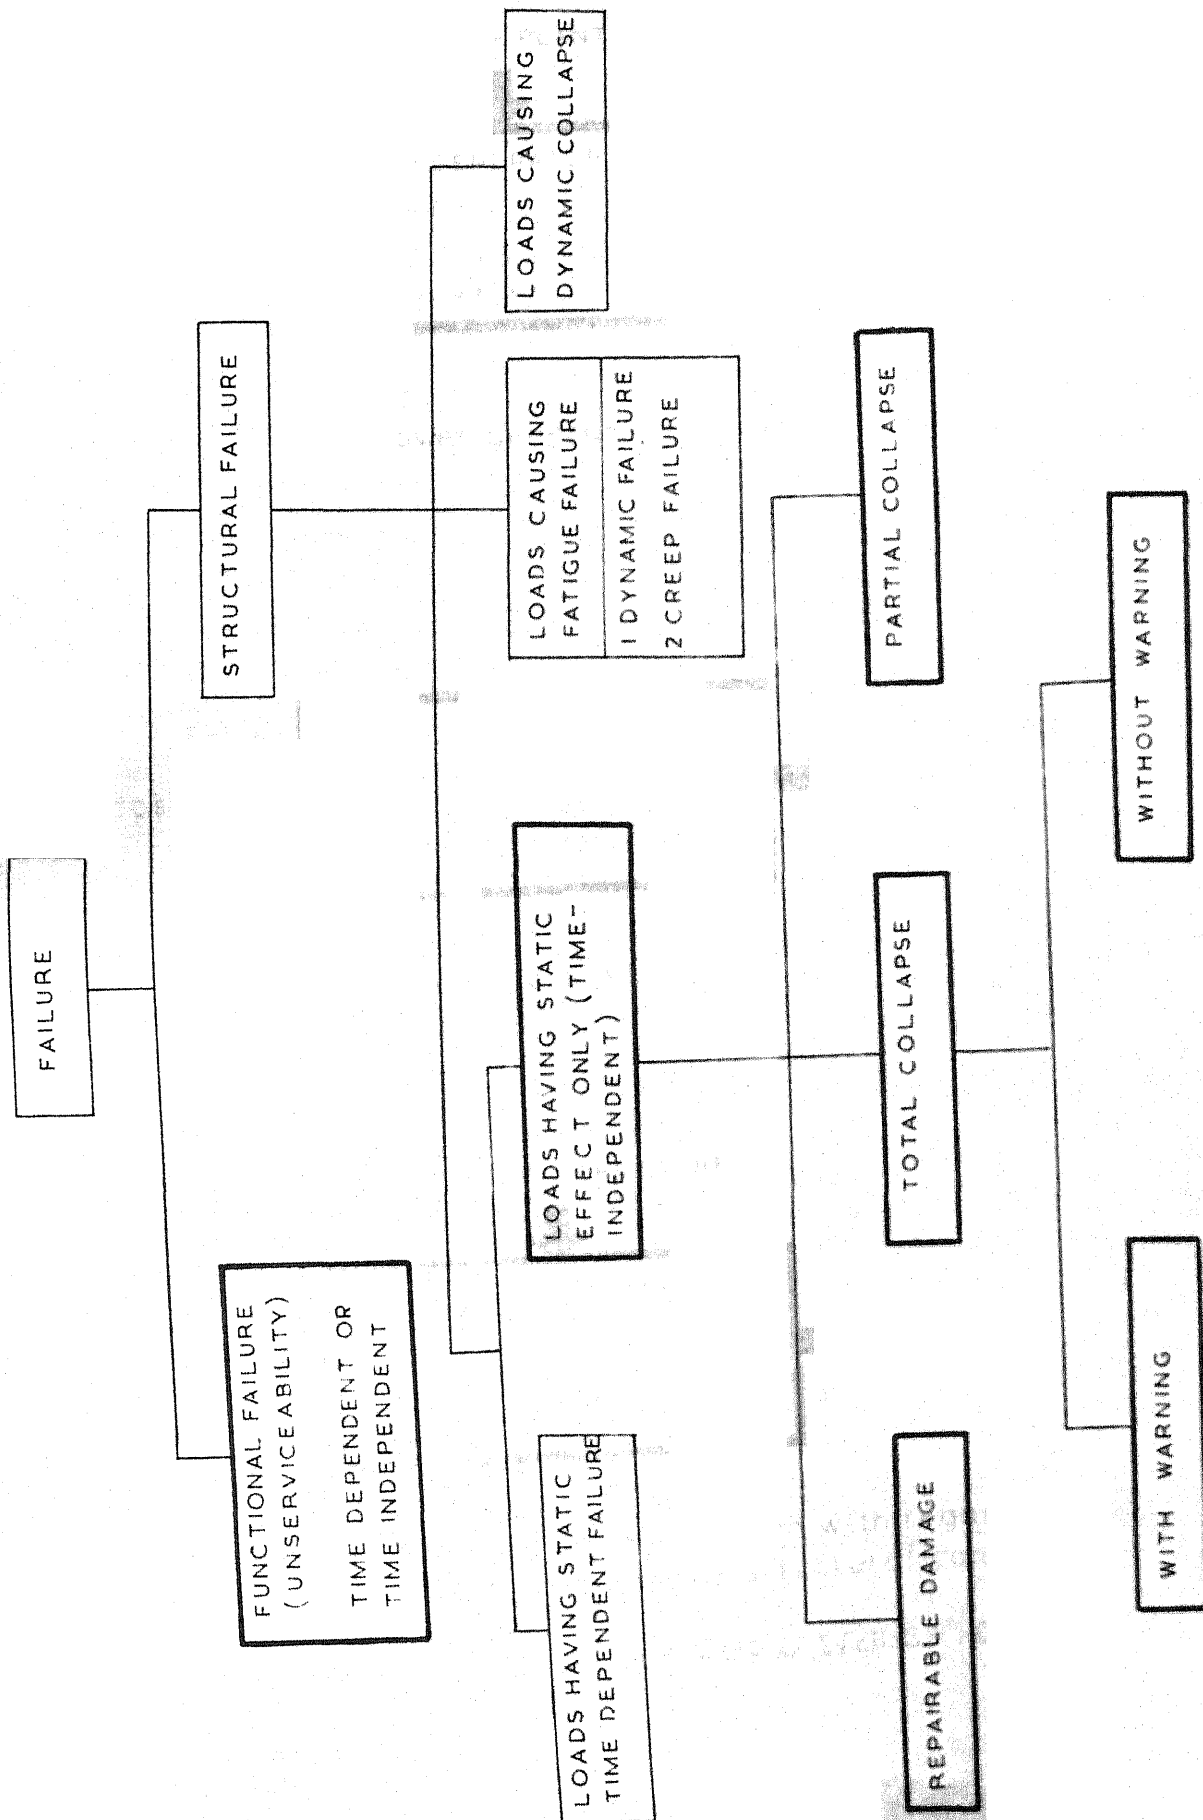 FAILURE
FUNCTIONAL FAILURE
(UNSERVICEABILITY)
TIME DEPENDENT OR
TIME INDEPENDENT
STRUCTURAL FAILURE
LOADS HAVING STATIC
TIME DEPENDENT FAILURE
LOADS HAVING STATIC
EFFECT ONLY (TIME-
INDEPENDENT)
LOADS CAUSING
FATIGUE FAILURE
1 DYNAMIC FAILURE
2 CREEP FAILURE
LOADS CAUSING
DYNAMIC COLLAPSE
REPAIRABLE DAMAGE
TOTAL COLLAPSE
PARTIAL COLLAPSE
WITH WARNING
WITHOUT WARNING